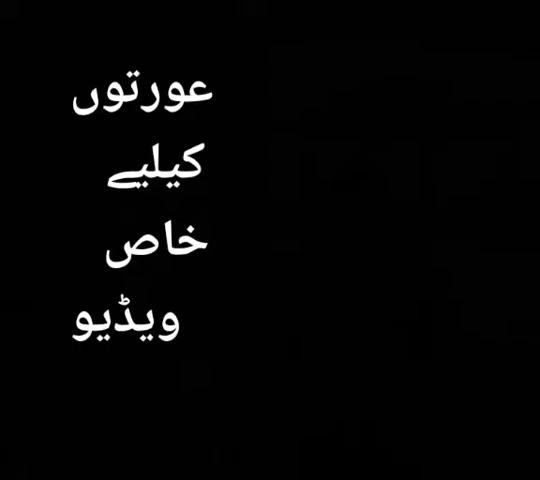 عورتوں
کیلیے
خاص
ویڈیو